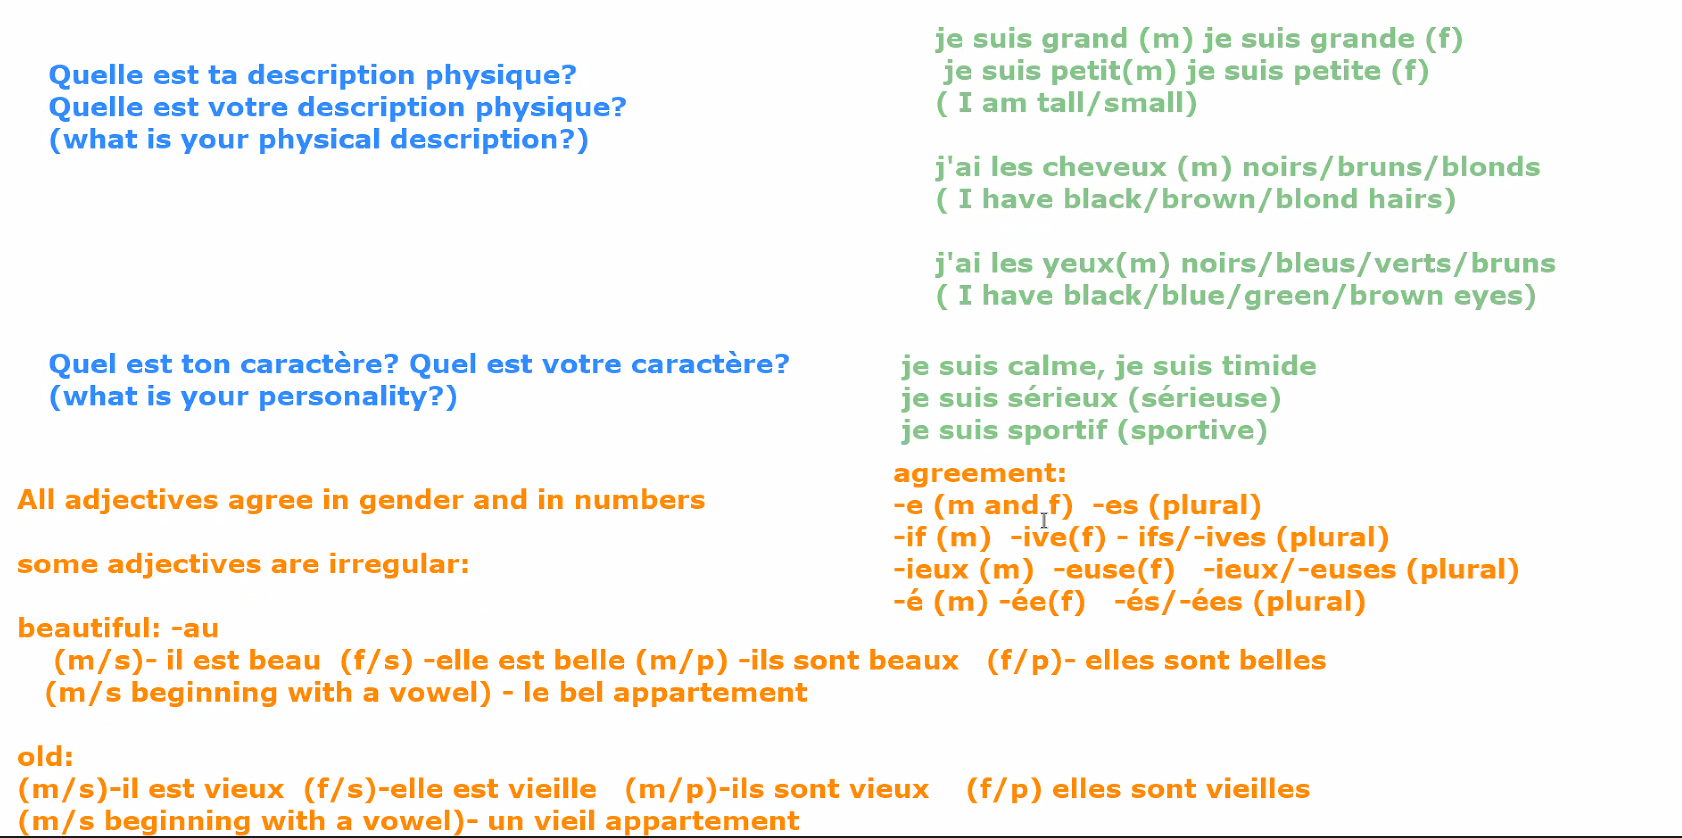 Quelle est ta description physique?
Quelle est votre description physique?
(what is your physical description?)
je suis grand (m) je suis grande (f)
je suis petit(m) je suis petite (f)
( I am tall/small)
j'ai les cheveux (m) noirs/bruns/blonds
( I have black/brown/blond hairs)
j'ai les yeux(m) noirs/bleus/verts/bruns
( I have black/blue/green/brown eyes)
Quel est ton caractère? Quel est votre caractère?
(what is your personality?)
je suis calme, je suis timide
je suis sérieux (sérieuse)
je suis sportif (sportive)
All adjectives agree in gender and in numbers
some adjectives are irregular:
agreement:
-e (m and f)  -es (plural)
-if (m)  -ive(f) - ifs/-ives (plural)
-ieux (m)  -euse(f)   -ieux/-euses (plural)
-é (m) -ée(f)   -és/-ées (plural)
beautiful: -au
(m/s)- il est beau  (f/s) -elle est belle (m/p) -ils sont beaux   (f/p)- elles sont belles
(m/s beginning with a vowel) - le bel appartement
old:
(m/s)-il est vieux  (f/s)-elle est vieille   (m/p)-ils sont vieux    (f/p) elles sont vieilles
(m/s beginning with a vowel)- un vieil appartement